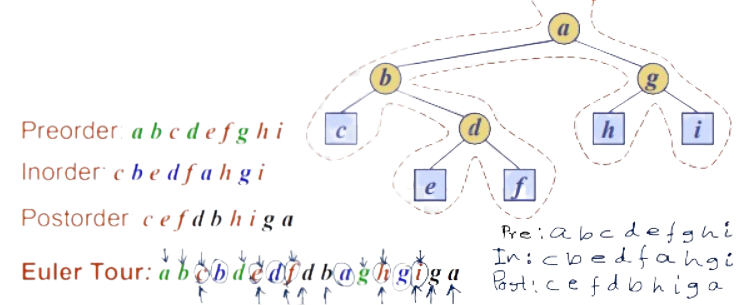 a
b
g
c
d
h
i
e
f
Preorder: a b c d e f g h i
Inorder: c b e d f a h g i
Postorder c e f d b h i g a
Euler Tour: a b c b d e d f d b a g h g i g a
Pre: a b c d e f g h i
In: c b e d f a h g i
Post: c e f d b h i g a